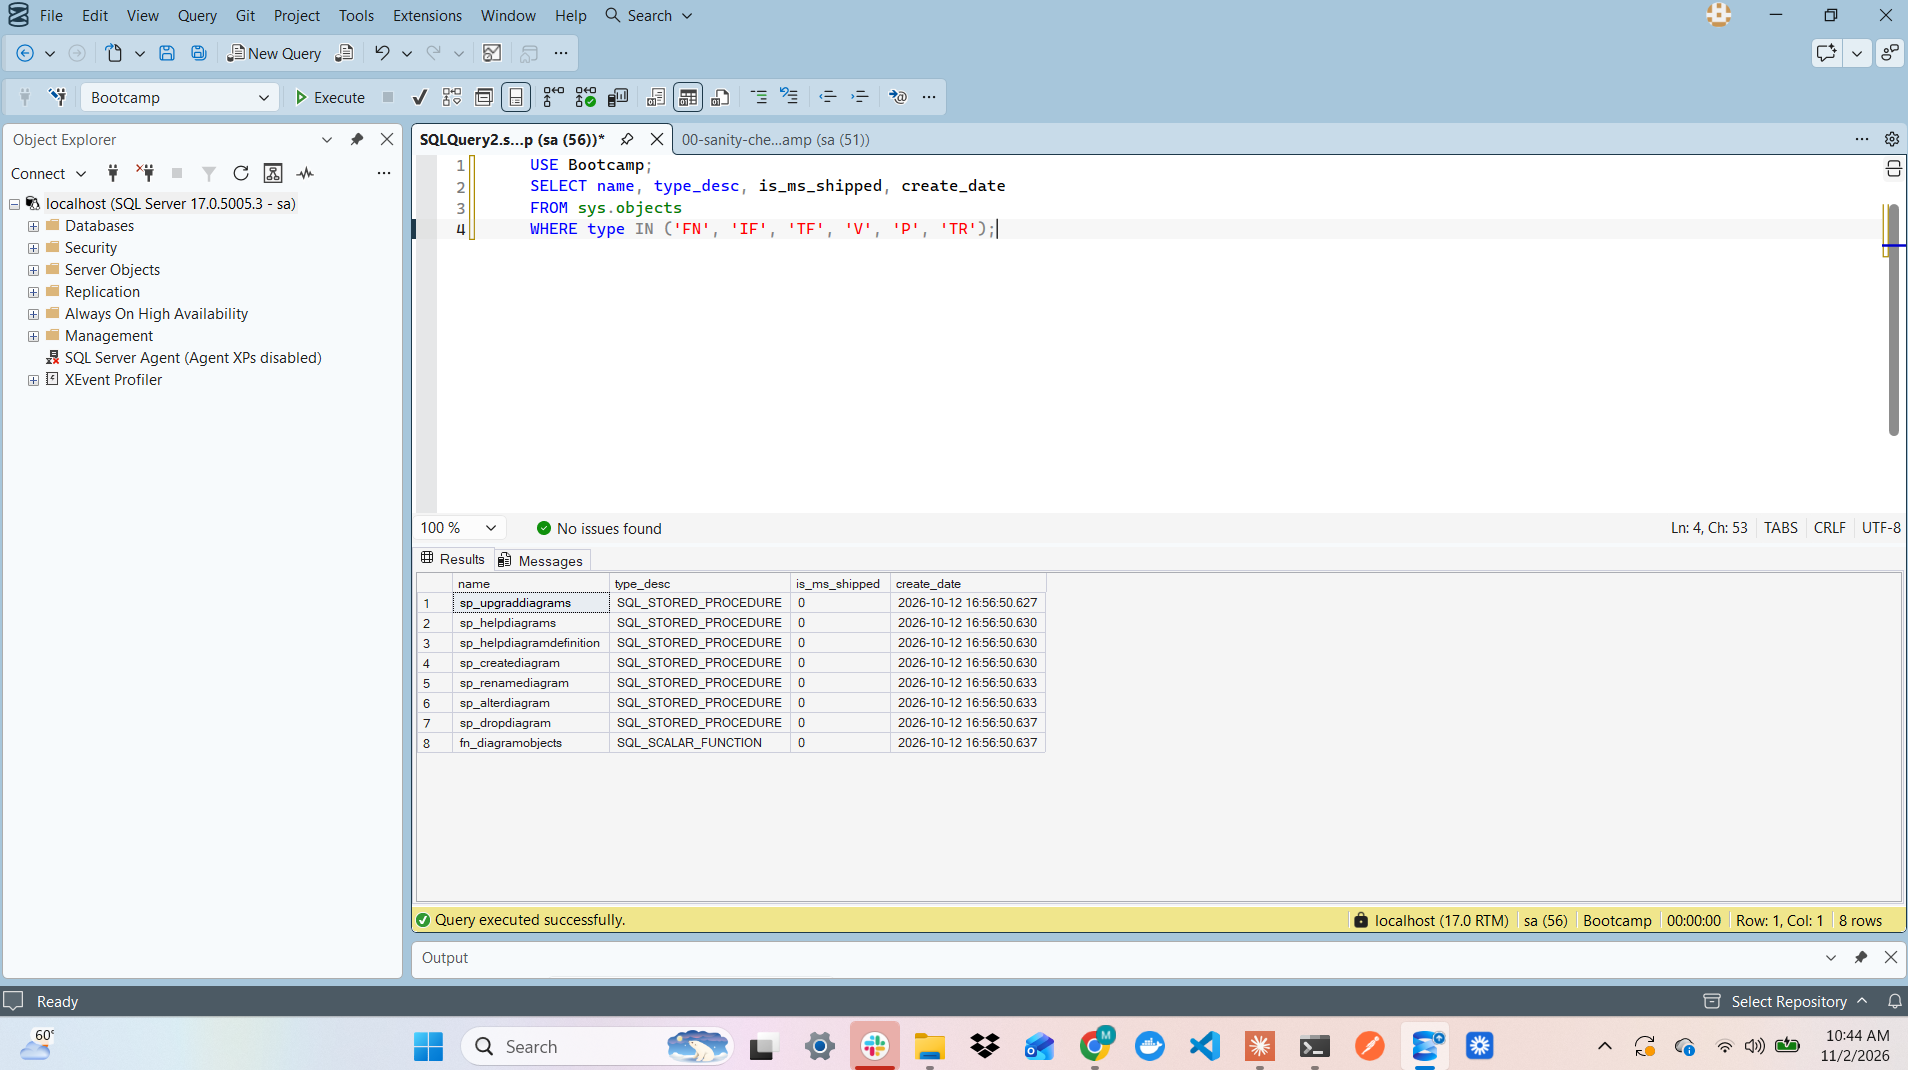 File Edit View Query Git Project Tools Extensions Window Help Search
New Query
Bootcamp Execute
Object Explorer
Connect
localhost (SQL Server 17.0.5005.3 - sa)
Databases
Security
Server Objects
Replication
Always On High Availability
Management
SQL Server Agent (Agent XPs disabled)
XEvent Profiler
SQLQuery2.s...p (sa (56))* 00-sanity-che...amp (sa (51))
1 USE Bootcamp;
2 SELECT name, type_desc, is_ms_shipped, create_date
3 FROM sys.objects
4 WHERE type IN ('FN', 'IF', 'TF', 'V', 'P', 'TR');
100 % No issues found Ln: 4, Ch: 53 TABS CRLF UTF-8
Results Messages
name type_desc is_ms_shipped create_date
1 sp_upgraddiagrams SQL_STORED_PROCEDURE 0 2026-10-12 16:56:50.627
2 sp_helpdiagrams SQL_STORED_PROCEDURE 0 2026-10-12 16:56:50.630
3 sp_helpdiagramdefinition SQL_STORED_PROCEDURE 0 2026-10-12 16:56:50.630
4 sp_creatediagram SQL_STORED_PROCEDURE 0 2026-10-12 16:56:50.630
5 sp_renamediagram SQL_STORED_PROCEDURE 0 2026-10-12 16:56:50.633
6 sp_alterdiagram SQL_STORED_PROCEDURE 0 2026-10-12 16:56:50.633
7 sp_dropdiagram SQL_STORED_PROCEDURE 0 2026-10-12 16:56:50.637
8 fn_diagramobjects SQL_SCALAR_FUNCTION 0 2026-10-12 16:56:50.637
Query executed successfully. localhost (17.0 RTM) sa (56) Bootcamp 00:00:00 Row: 1, Col: 1 8 rows
Output
Ready Select Repository
60°
Search
M
10:44 AM
11/2/2026